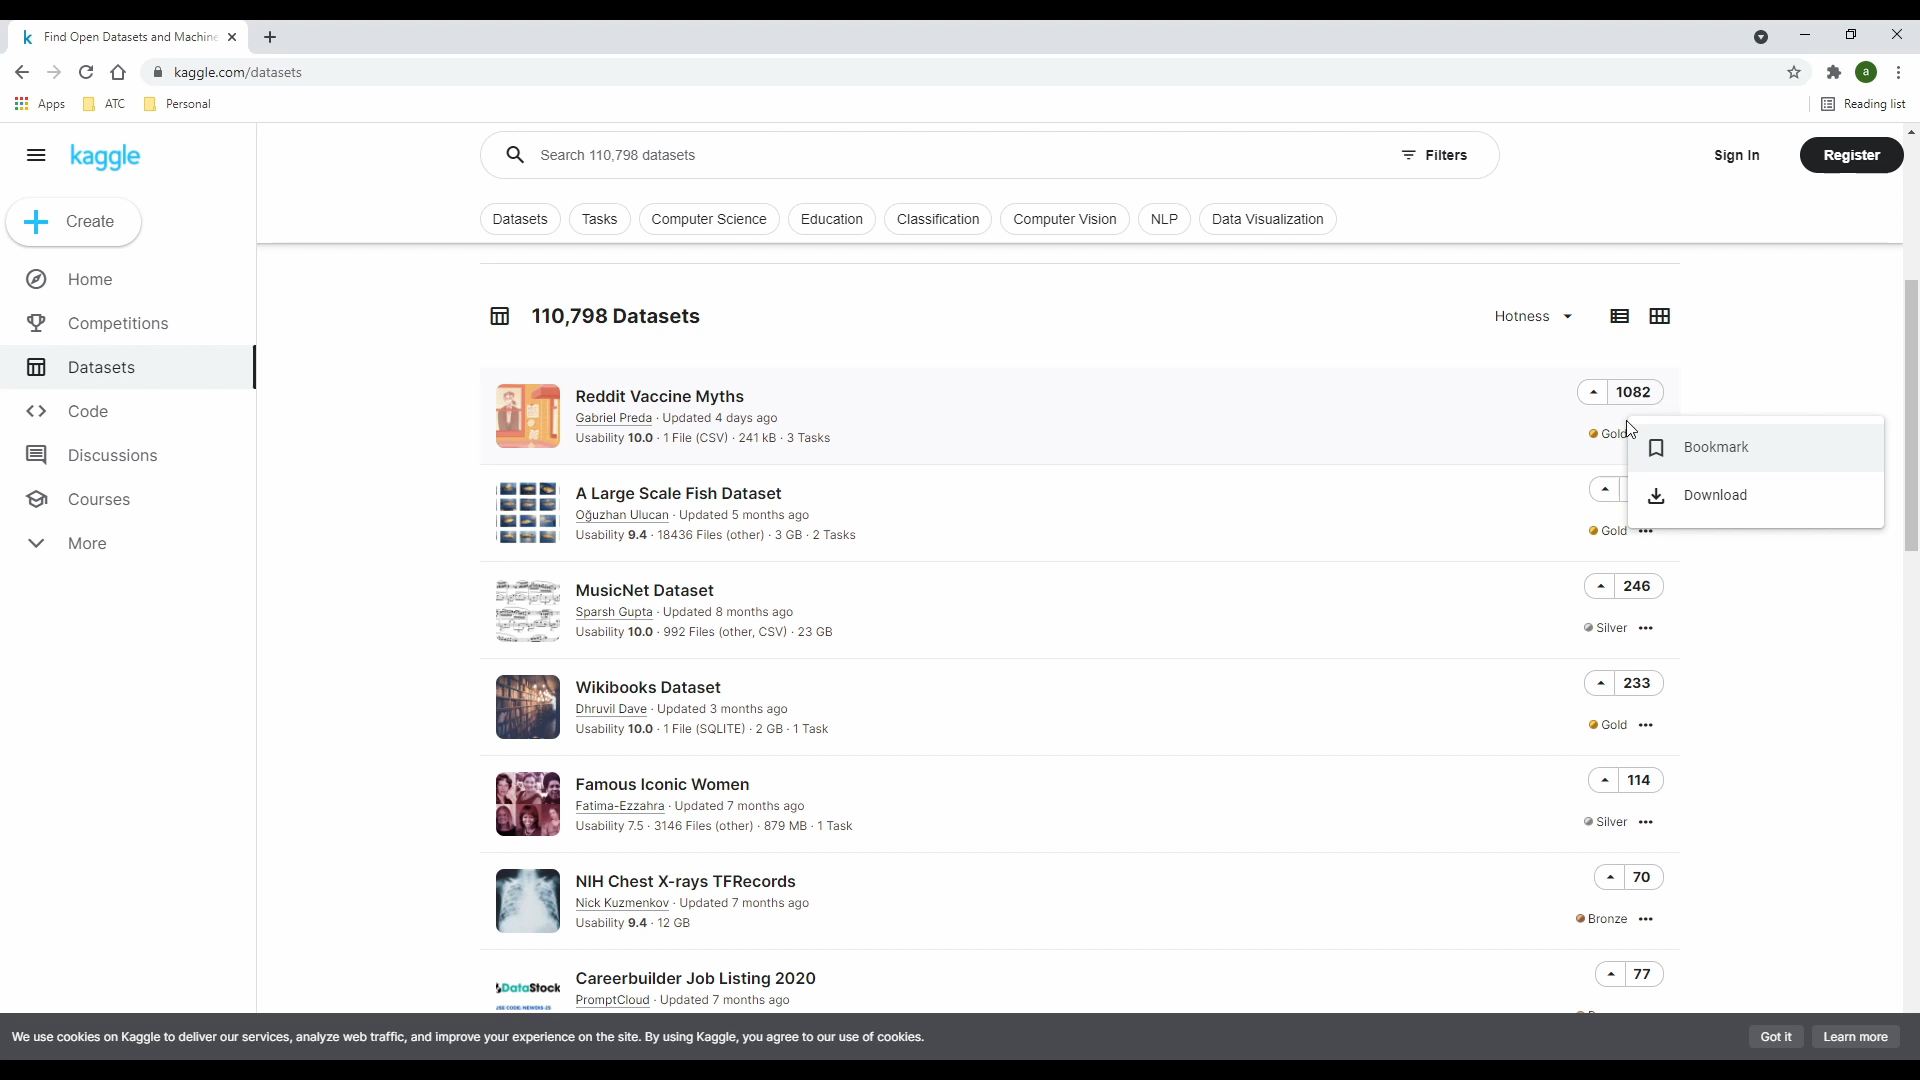 Find Open Datasets and Machine
kaggle.com/datasets
a
Apps
ATC
Personal
Reading list
kaggle
Search 110,798 datasets
Filters
Sign In
Register
Create
Datasets
Tasks
Computer Science
Education
Classification
Computer Vision
NLP
Data Visualization
Home
Competitions
Datasets
Code
Discussions
Courses
More
110,798 Datasets
Hotness
Reddit Vaccine Myths
1082
Gabriel Preda · Updated 4 days ago
Usability 10.0 · 1 File (CSV) · 241 kB · 3 Tasks
Gold
Bookmark
Download
A Large Scale Fish Dataset
Oğuzhan Ulucan · Updated 5 months ago
Usability 9.4 · 18436 Files (other) · 3 GB · 2 Tasks
Gold
MusicNet Dataset
246
Sparsh Gupta · Updated 8 months ago
Usability 10.0 · 992 Files (other, CSV) · 23 GB
Silver
Wikibooks Dataset
233
Dhruvil Dave · Updated 3 months ago
Usability 10.0 · 1 File (SQLITE) · 2 GB · 1 Task
Gold
Famous Iconic Women
114
Fatima-Ezzahra · Updated 7 months ago
Usability 7.5 · 3146 Files (other) · 879 MB · 1 Task
Silver
NIH Chest X-rays TFRecords
70
Nick Kuzmenkov · Updated 7 months ago
Usability 9.4 · 12 GB
Bronze
DataStock
Careerbuilder Job Listing 2020
77
PromptCloud · Updated 7 months ago
We use cookies on Kaggle to deliver our services, analyze web traffic, and improve your experience on the site. By using Kaggle, you agree to our use of cookies.
Got it
Learn more